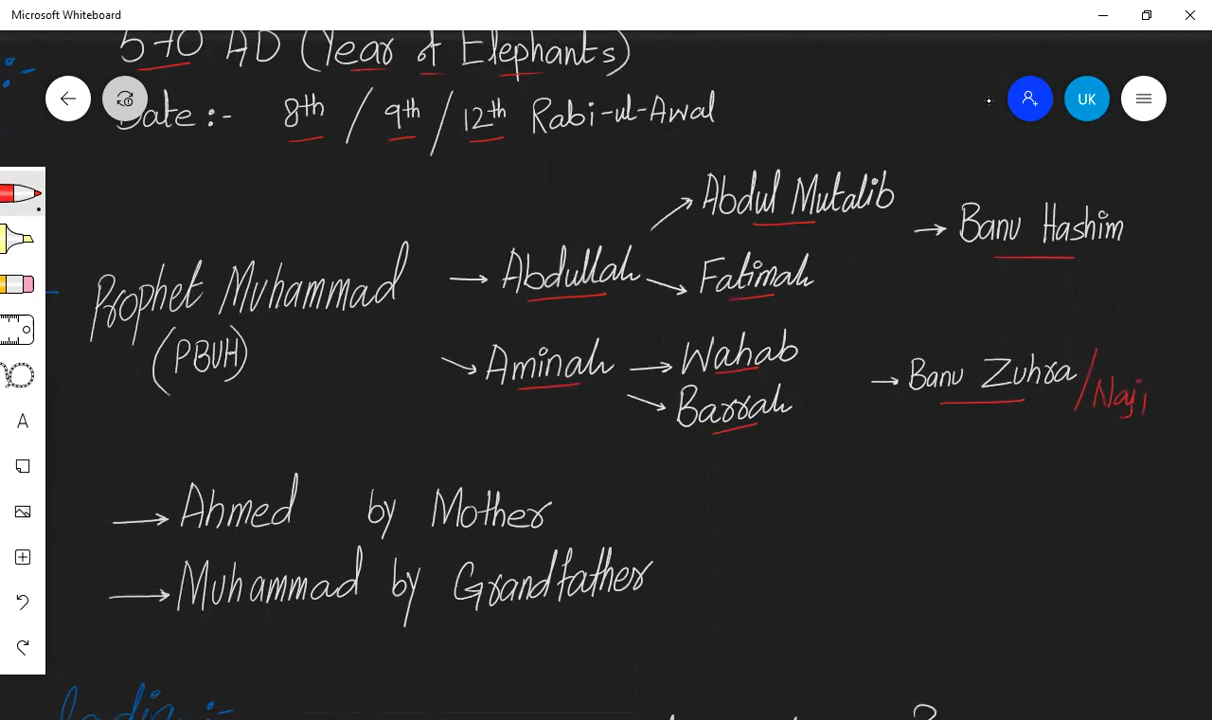 Microsoft Whiteboard
570 AD (Year of Elephants)
Date :- 8th / 9th / 12th Rabi-ul-Awal
UK
Prophet Muhammad
(PBUH)
→ Abdullah
→ Abdul Mutalib
→ Fatimah
→ Banu Hashim
→ Aminah
→ Wahab
→ Barrah
→ Banu Zuhra / Naji
→ Ahmed by Mother
→ Muhammad by Grandfather
A